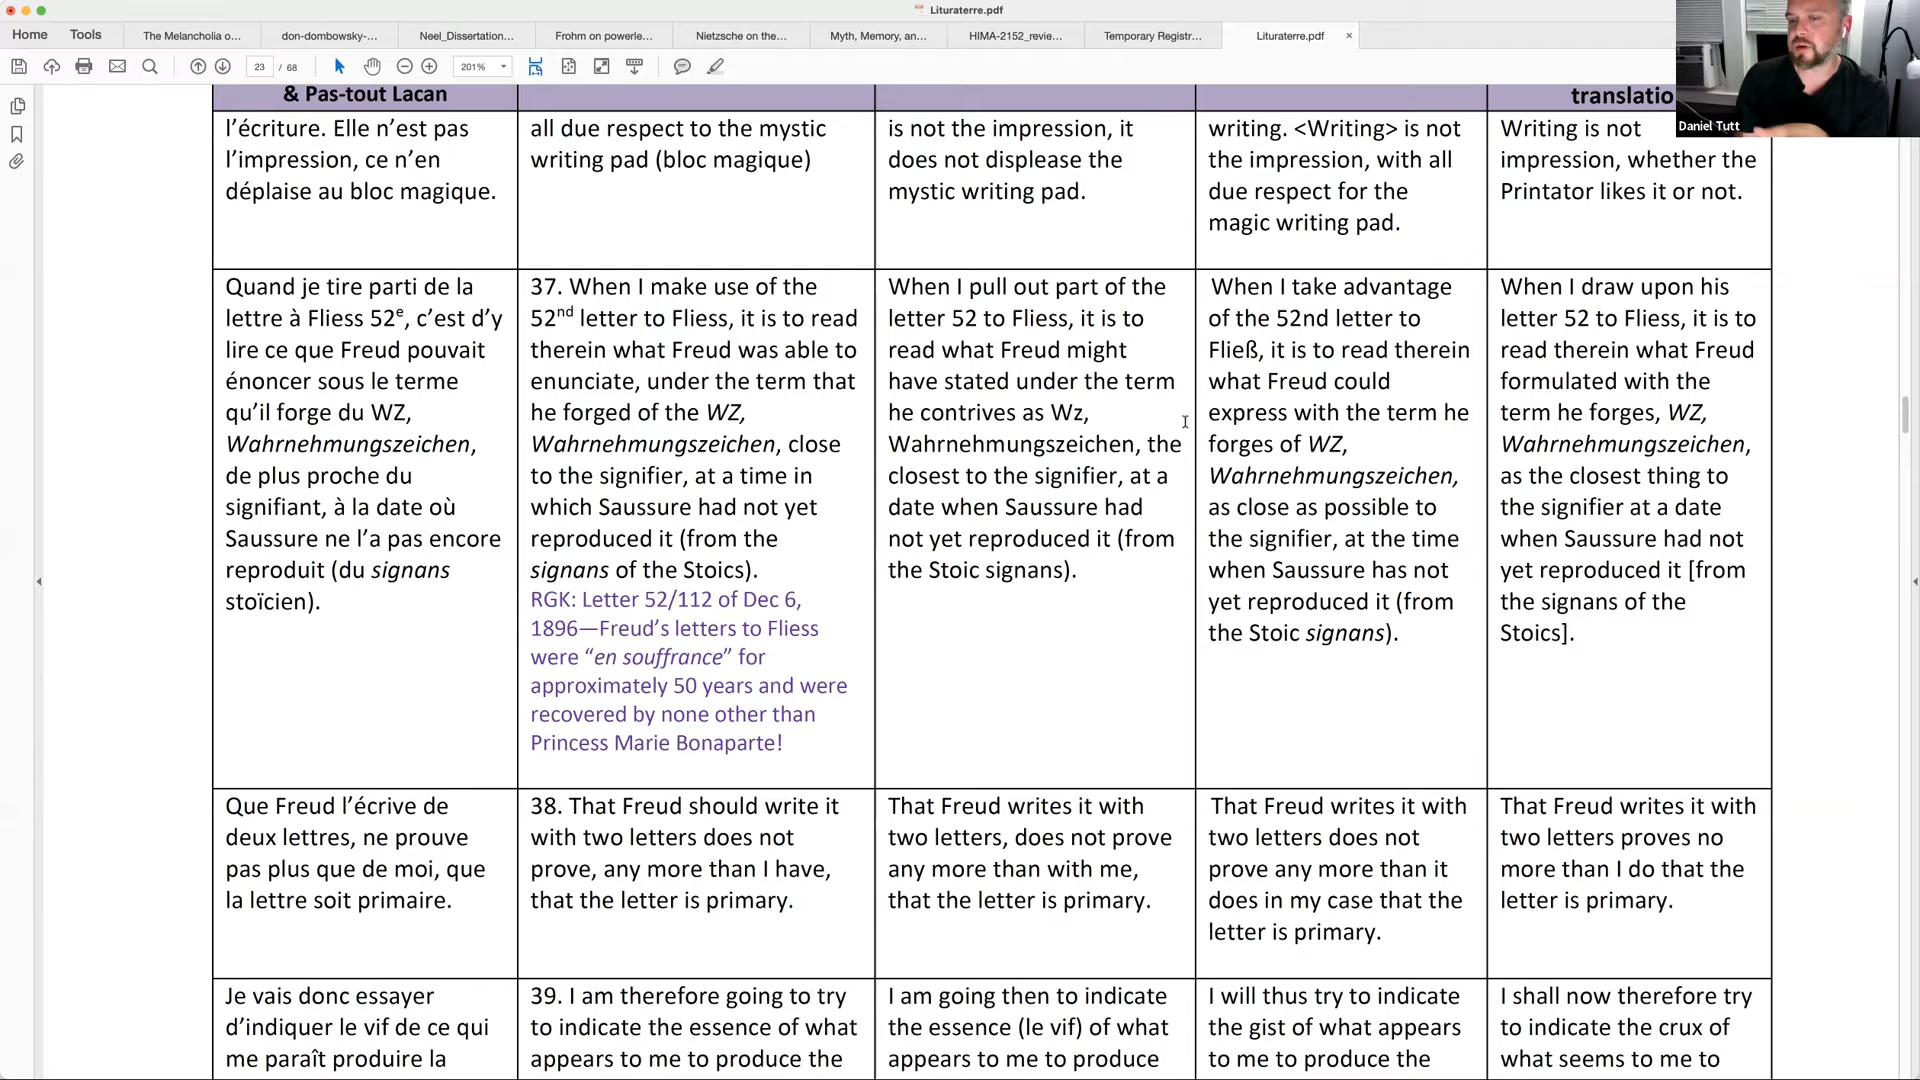 Lituraterre.pdf
Home
Tools
The Melancholia o...
don-dombowsky-...
Neel_Dissertation...
Frohm on powerle...
Nietzsche on the...
Myth, Memory, an...
HIMA-2152_revie...
Temporary Registr...
Lituraterre.pdf
23 / 68
201%
Daniel Tutt
& Pas-tout Lacan
translatio
l’écriture. Elle n’est pas
l’impression, ce n’en
déplaise au bloc magique.
all due respect to the mystic
writing pad (bloc magique)
is not the impression, it
does not displease the
mystic writing pad.
writing. <Writing> is not
the impression, with all
due respect for the
magic writing pad.
Writing is not
impression, whether the
Printator likes it or not.
Quand je tire parti de la
lettre à Fliess 52e, c’est d’y
lire ce que Freud pouvait
énoncer sous le terme
qu’il forge du WZ,
Wahrnehmungszeichen,
de plus proche du
signifiant, à la date où
Saussure ne l’a pas encore
reproduit (du signans
stoïcien).
37. When I make use of the
52nd letter to Fliess, it is to read
therein what Freud was able to
enunciate, under the term that
he forged of the WZ,
Wahrnehmungszeichen, close
to the signifier, at a time in
which Saussure had not yet
reproduced it (from the
signans of the Stoics).
RGK: Letter 52/112 of Dec 6,
1896—Freud’s letters to Fliess
were “en souffrance” for
approximately 50 years and were
recovered by none other than
Princess Marie Bonaparte!
When I pull out part of the
letter 52 to Fliess, it is to
read what Freud might
have stated under the term
he contrives as Wz,
Wahrnehmungszeichen, the
closest to the signifier, at a
date when Saussure had
not yet reproduced it (from
the Stoic signans).
When I take advantage
of the 52nd letter to
Fließ, it is to read therein
what Freud could
express with the term he
forges of WZ,
Wahrnehmungszeichen,
as close as possible to
the signifier, at the time
when Saussure has not
yet reproduced it (from
the Stoic signans).
When I draw upon his
letter 52 to Fliess, it is to
read therein what Freud
formulated with the
term he forges, WZ,
Wahrnehmungszeichen,
as the closest thing to
the signifier at a date
when Saussure had not
yet reproduced it [from
the signans of the
Stoics].
Que Freud l’écrive de
deux lettres, ne prouve
pas plus que de moi, que
la lettre soit primaire.
38. That Freud should write it
with two letters does not
prove, any more than I have,
that the letter is primary.
That Freud writes it with
two letters, does not prove
any more than with me,
that the letter is primary.
That Freud writes it with
two letters does not
prove any more than it
does in my case that the
letter is primary.
That Freud writes it with
two letters proves no
more than I do that the
letter is primary.
Je vais donc essayer
d’indiquer le vif de ce qui
me paraît produire la
39. I am therefore going to try
to indicate the essence of what
appears to me to produce the
I am going then to indicate
the essence (le vif) of what
appears to me to produce
I will thus try to indicate
the gist of what appears
to me to produce the
I shall now therefore try
to indicate the crux of
what seems to me to